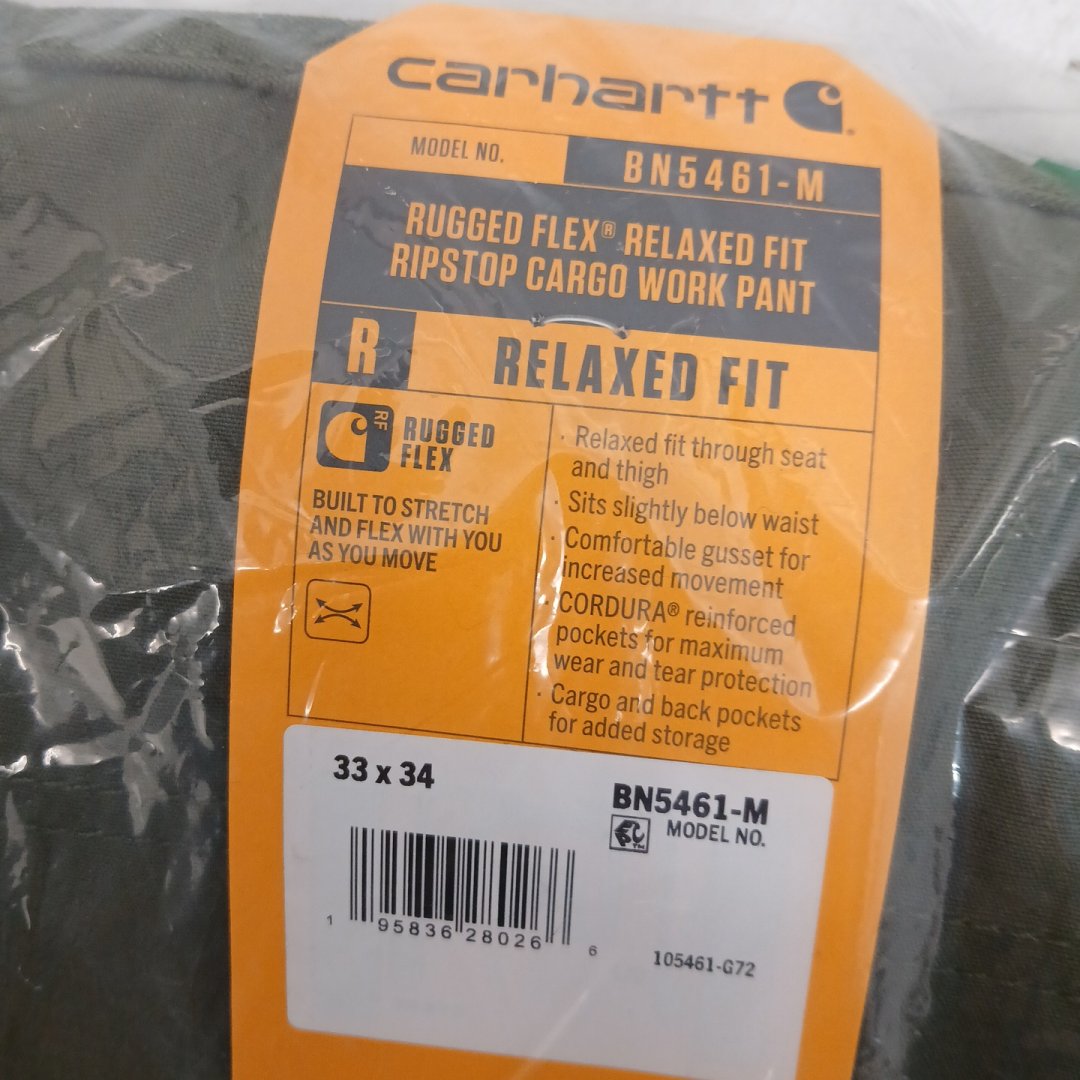 carhartt
MODEL NO.
BN5461-M
RUGGED FLEX® RELAXED FIT
RIPSTOP CARGO WORK PANT
R
RELAXED FIT
RF
RUGGED
FLEX
BUILT TO STRETCH
AND FLEX WITH YOU
AS YOU MOVE
· Relaxed fit through seat
and thigh
· Sits slightly below waist
· Comfortable gusset for
increased movement
· CORDURA® reinforced
pockets for maximum
wear and tear protection
· Cargo and back pockets
for added storage
33 x 34
BN5461-M
MODEL NO.
1 95836 28026 6
105461-G72